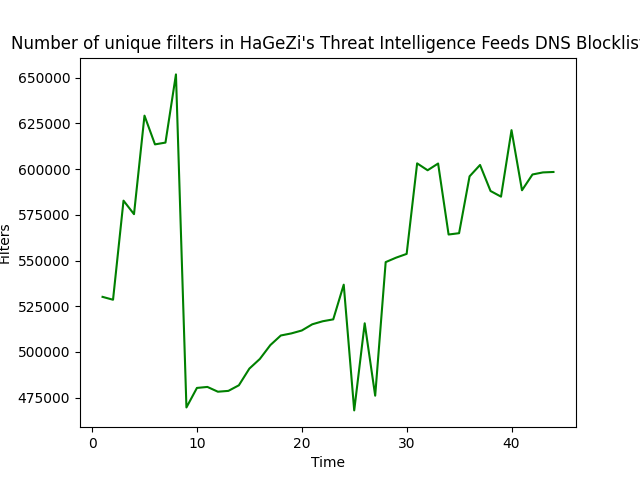 Number of unique filters in HaGeZi's Threat Intelligence Feeds DNS Blocklis
650000
625000
600000
575000
550000
525000
500000
475000
Filters
0 10 20 30 40
Time